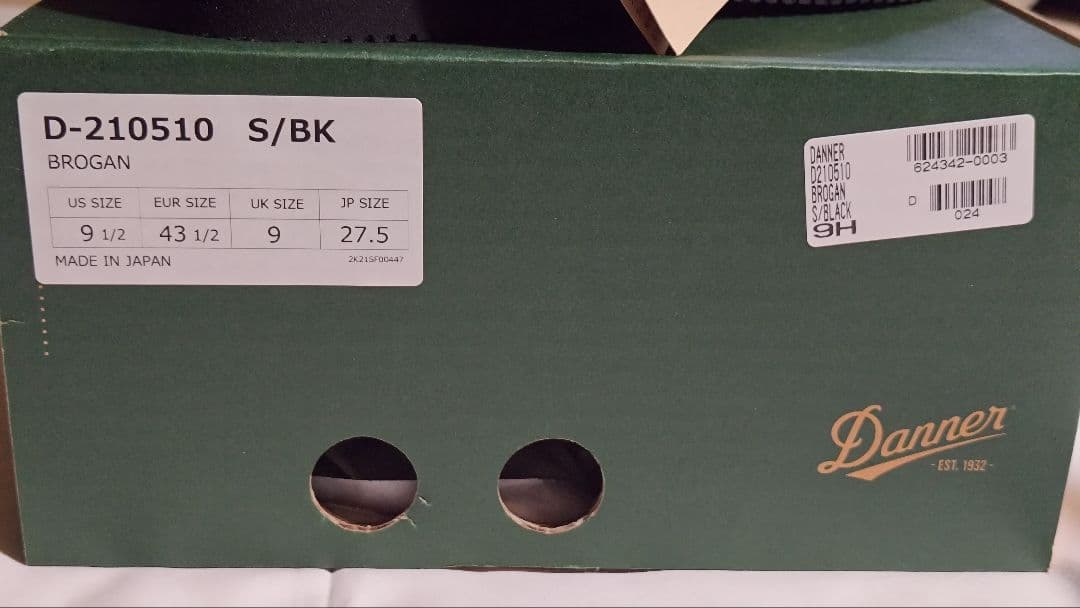 D-210510 S/BK
BROGAN
US SIZE EUR SIZE UK SIZE JP SIZE
9 1/2 43 1/2 9 27.5
MADE IN JAPAN 2K21SF00447
DANNER
D210510
BROGAN
S/BLACK
9H
624342-0003
D
024
Danner
-EST. 1932-